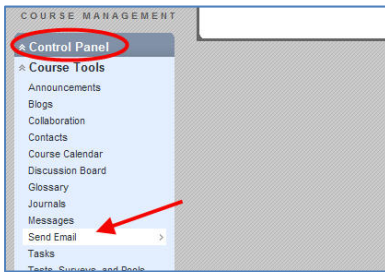 COURSE MANAGEMENT
Control Panel
Course Tools
Announcements
Blogs
Collaboration
Contacts
Course Calendar
Discussion Board
Glossary
Journals
Messages
Send Email
Tasks
Tests, Surveys, and Pools